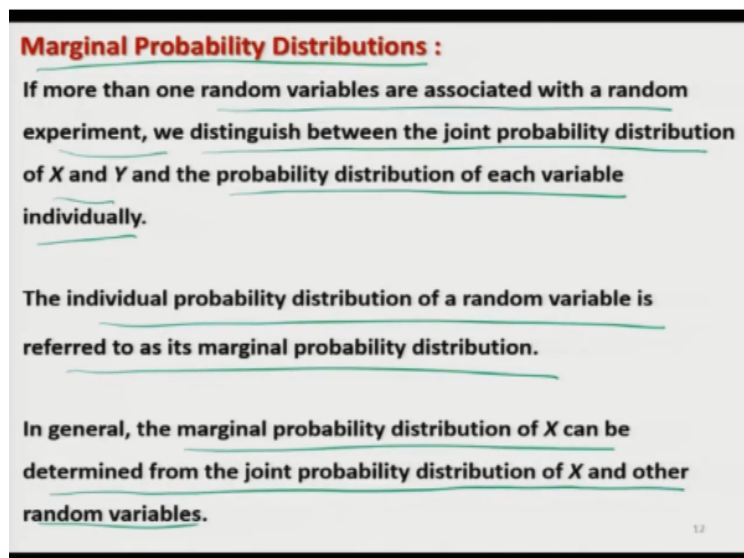 Marginal Probability Distributions :
If more than one random variables are associated with a random
experiment, we distinguish between the joint probability distribution
of X and Y and the probability distribution of each variable
individually.
The individual probability distribution of a random variable is
referred to as its marginal probability distribution.
In general, the marginal probability distribution of X can be
determined from the joint probability distribution of X and other
random variables.
12